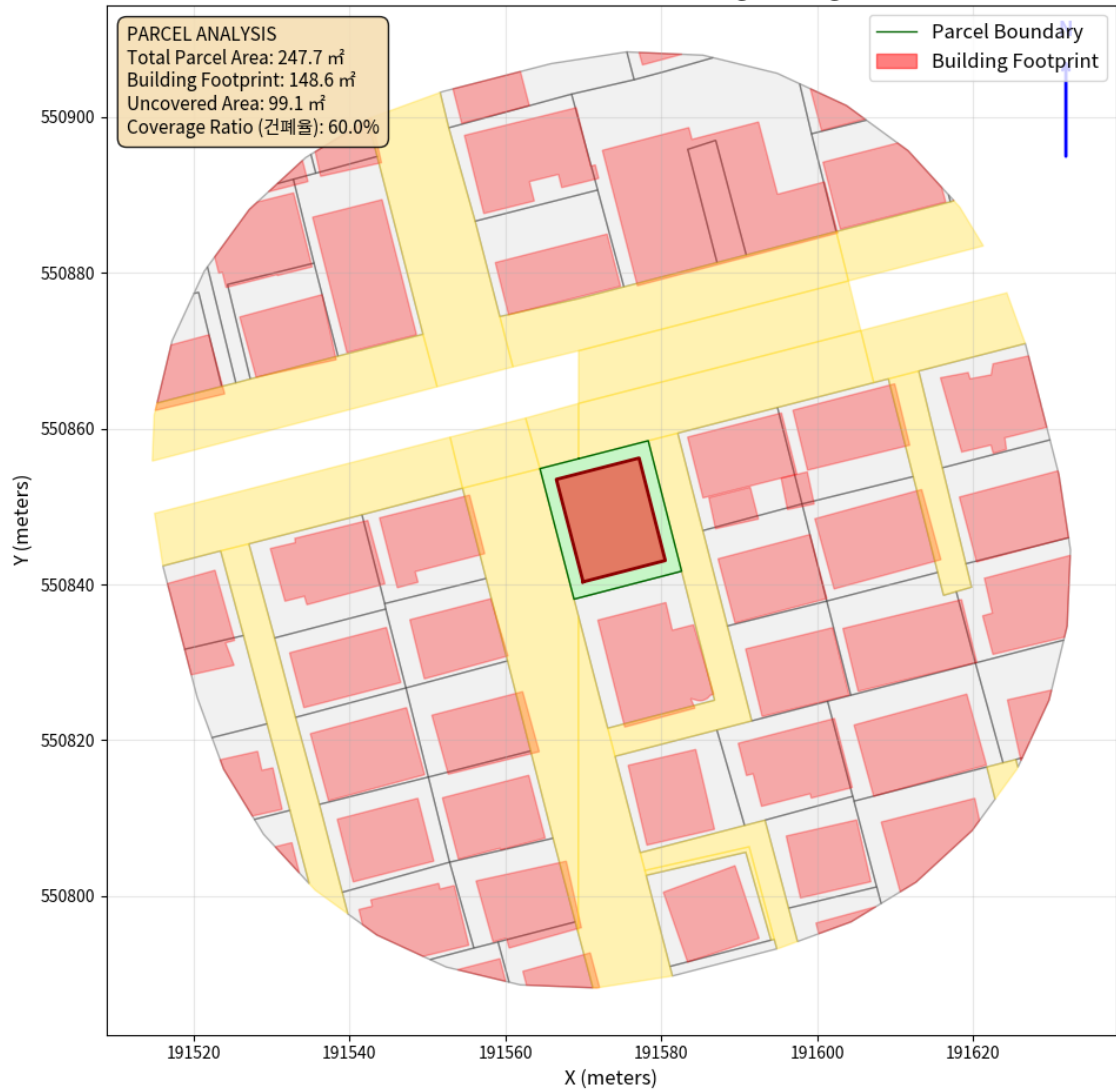 PARCEL ANALYSIS
Total Parcel Area: 247.7 ㎡
Building Footprint: 148.6 ㎡
Uncovered Area: 99.1 ㎡
Coverage Ratio (건폐율): 60.0%
Parcel Boundary
Building Footprint
N
550900
550880
550860
550840
550820
550800
Y (meters)
191520 191540 191560 191580 191600 191620
X (meters)